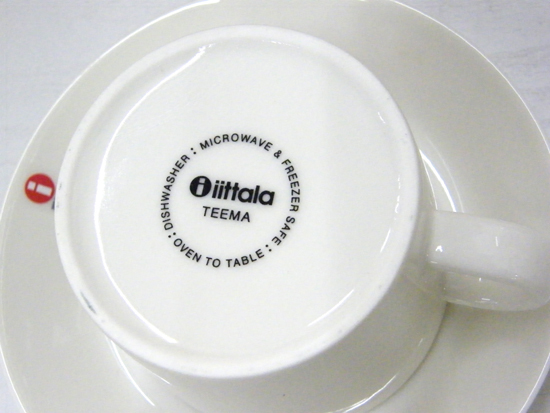 iittala
TEEMA
DISHWASHER : MICROWAVE & FREEZER SAFE : OVEN TO TABLE :
i